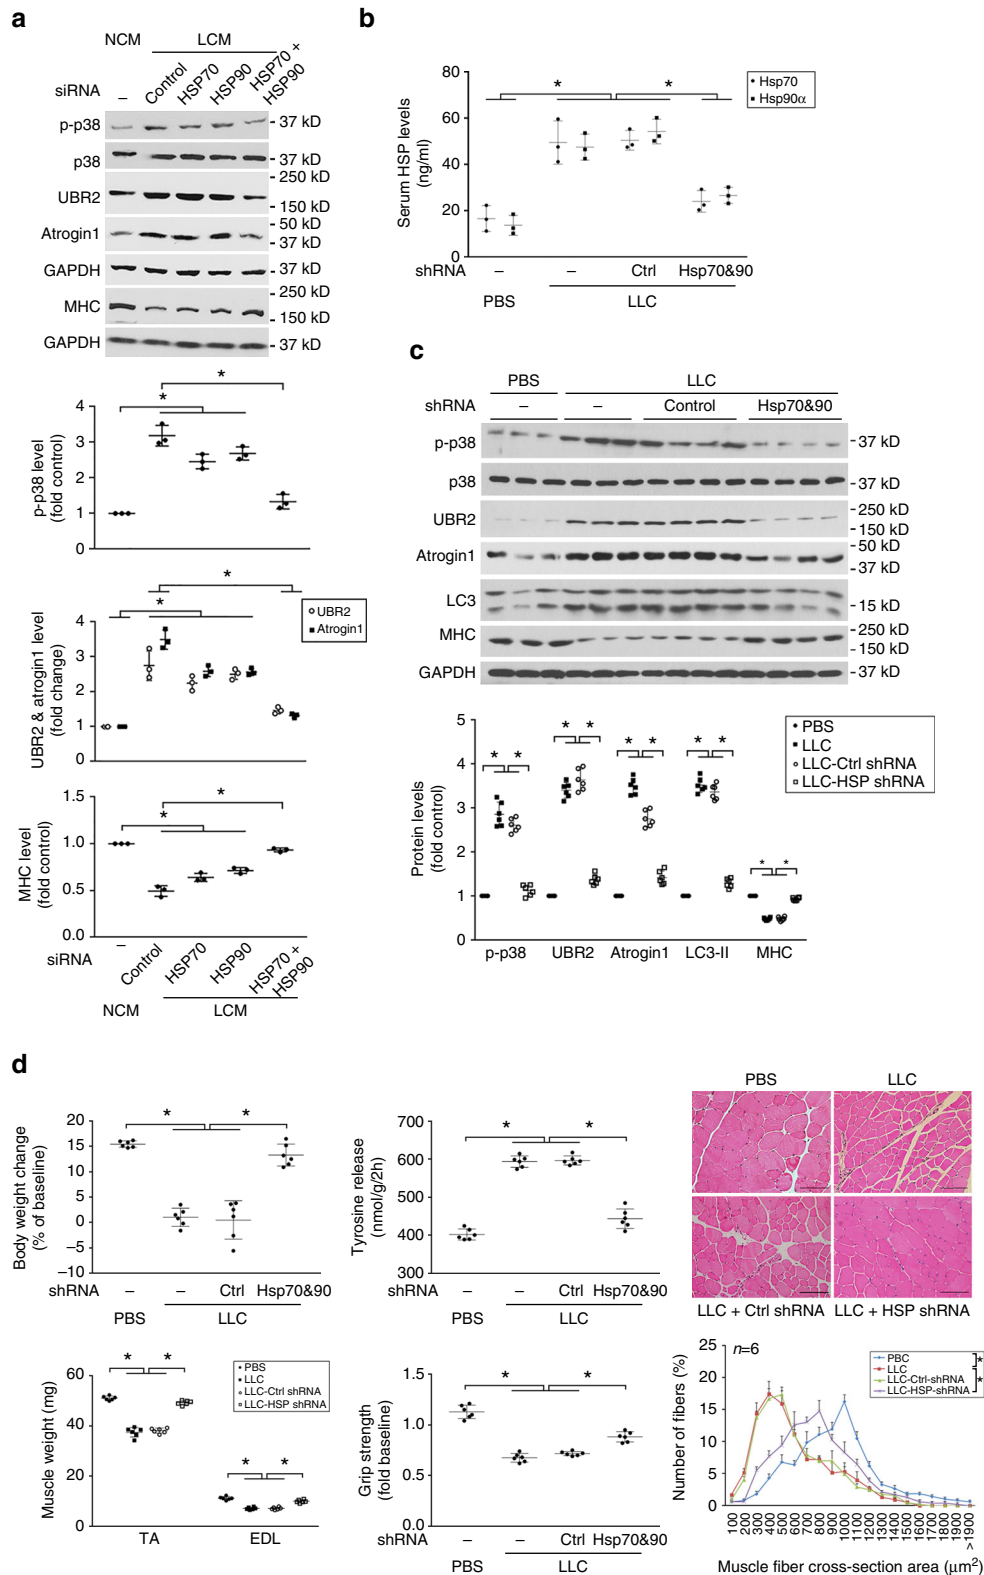 a
NCM LCM
siRNA – Control HSP70 HSP90 HSP70 + HSP90
p-p38 37 kD
p38 37 kD
250 kD
UBR2 150 kD
50 kD
Atrogin1 37 kD
GAPDH 37 kD
250 kD
MHC 150 kD
GAPDH 37 kD
p-p38 level
(fold control)
4
3
2
1
0
* *
UBR2 & atrogin1 level
(fold change)
4
3
2
1
0
* *
UBR2
Atrogin1
MHC level
(fold control)
1.5
1.0
0.5
0.0
* *
siRNA – Control HSP70 HSP90 HSP70 + HSP90
NCM LCM
b
Serum HSP levels
(ng/ml)
80
60
40
20
0
* *
Hsp70
Hsp90α
shRNA – – Ctrl Hsp70&90
PBS LLC
c
PBS LLC
shRNA – – Control Hsp70&90
p-p38 37 kD
p38 37 kD
250 kD
UBR2 150 kD
50 kD
Atrogin1 37 kD
LC3 15 kD
MHC 250 kD
150 kD
GAPDH 37 kD
Protein levels
(fold control)
5
4
3
2
1
0
* * * * * * * * * *
PBS
LLC
LLC-Ctrl shRNA
LLC-HSP shRNA
p-p38 UBR2 Atrogin1 LC3-II MHC
d
Body weight change
(% of baseline)
20
15
10
5
0
−5
−10
* *
shRNA – – Ctrl Hsp70&90
PBS LLC
Tyrosine release
(nmol/g/2h)
700
600
500
400
300
* *
shRNA – – Ctrl Hsp70&90
PBS LLC
PBS LLC
LLC + Ctrl shRNA LLC + HSP shRNA
Muscle weight (mg)
60
40
20
0
* * * *
PBS
LLC
LLC-Ctrl shRNA
LLC-HSP shRNA
TA EDL
Grip strength
(fold baseline)
1.5
1.0
0.5
0.0
* *
shRNA – – Ctrl Hsp70&90
PBS LLC
Number of fibers (%)
25
20
15
10
5
0
n=6
PBC
LLC
LLC-Ctrl-shRNA
LLC-HSP-shRNA
* *
100 200 300 400 500 600 700 800 900 1000 1100 1200 1300 1400 1500 1600 1700 1800 1900 >1900
Muscle fiber cross-section area (μm²)